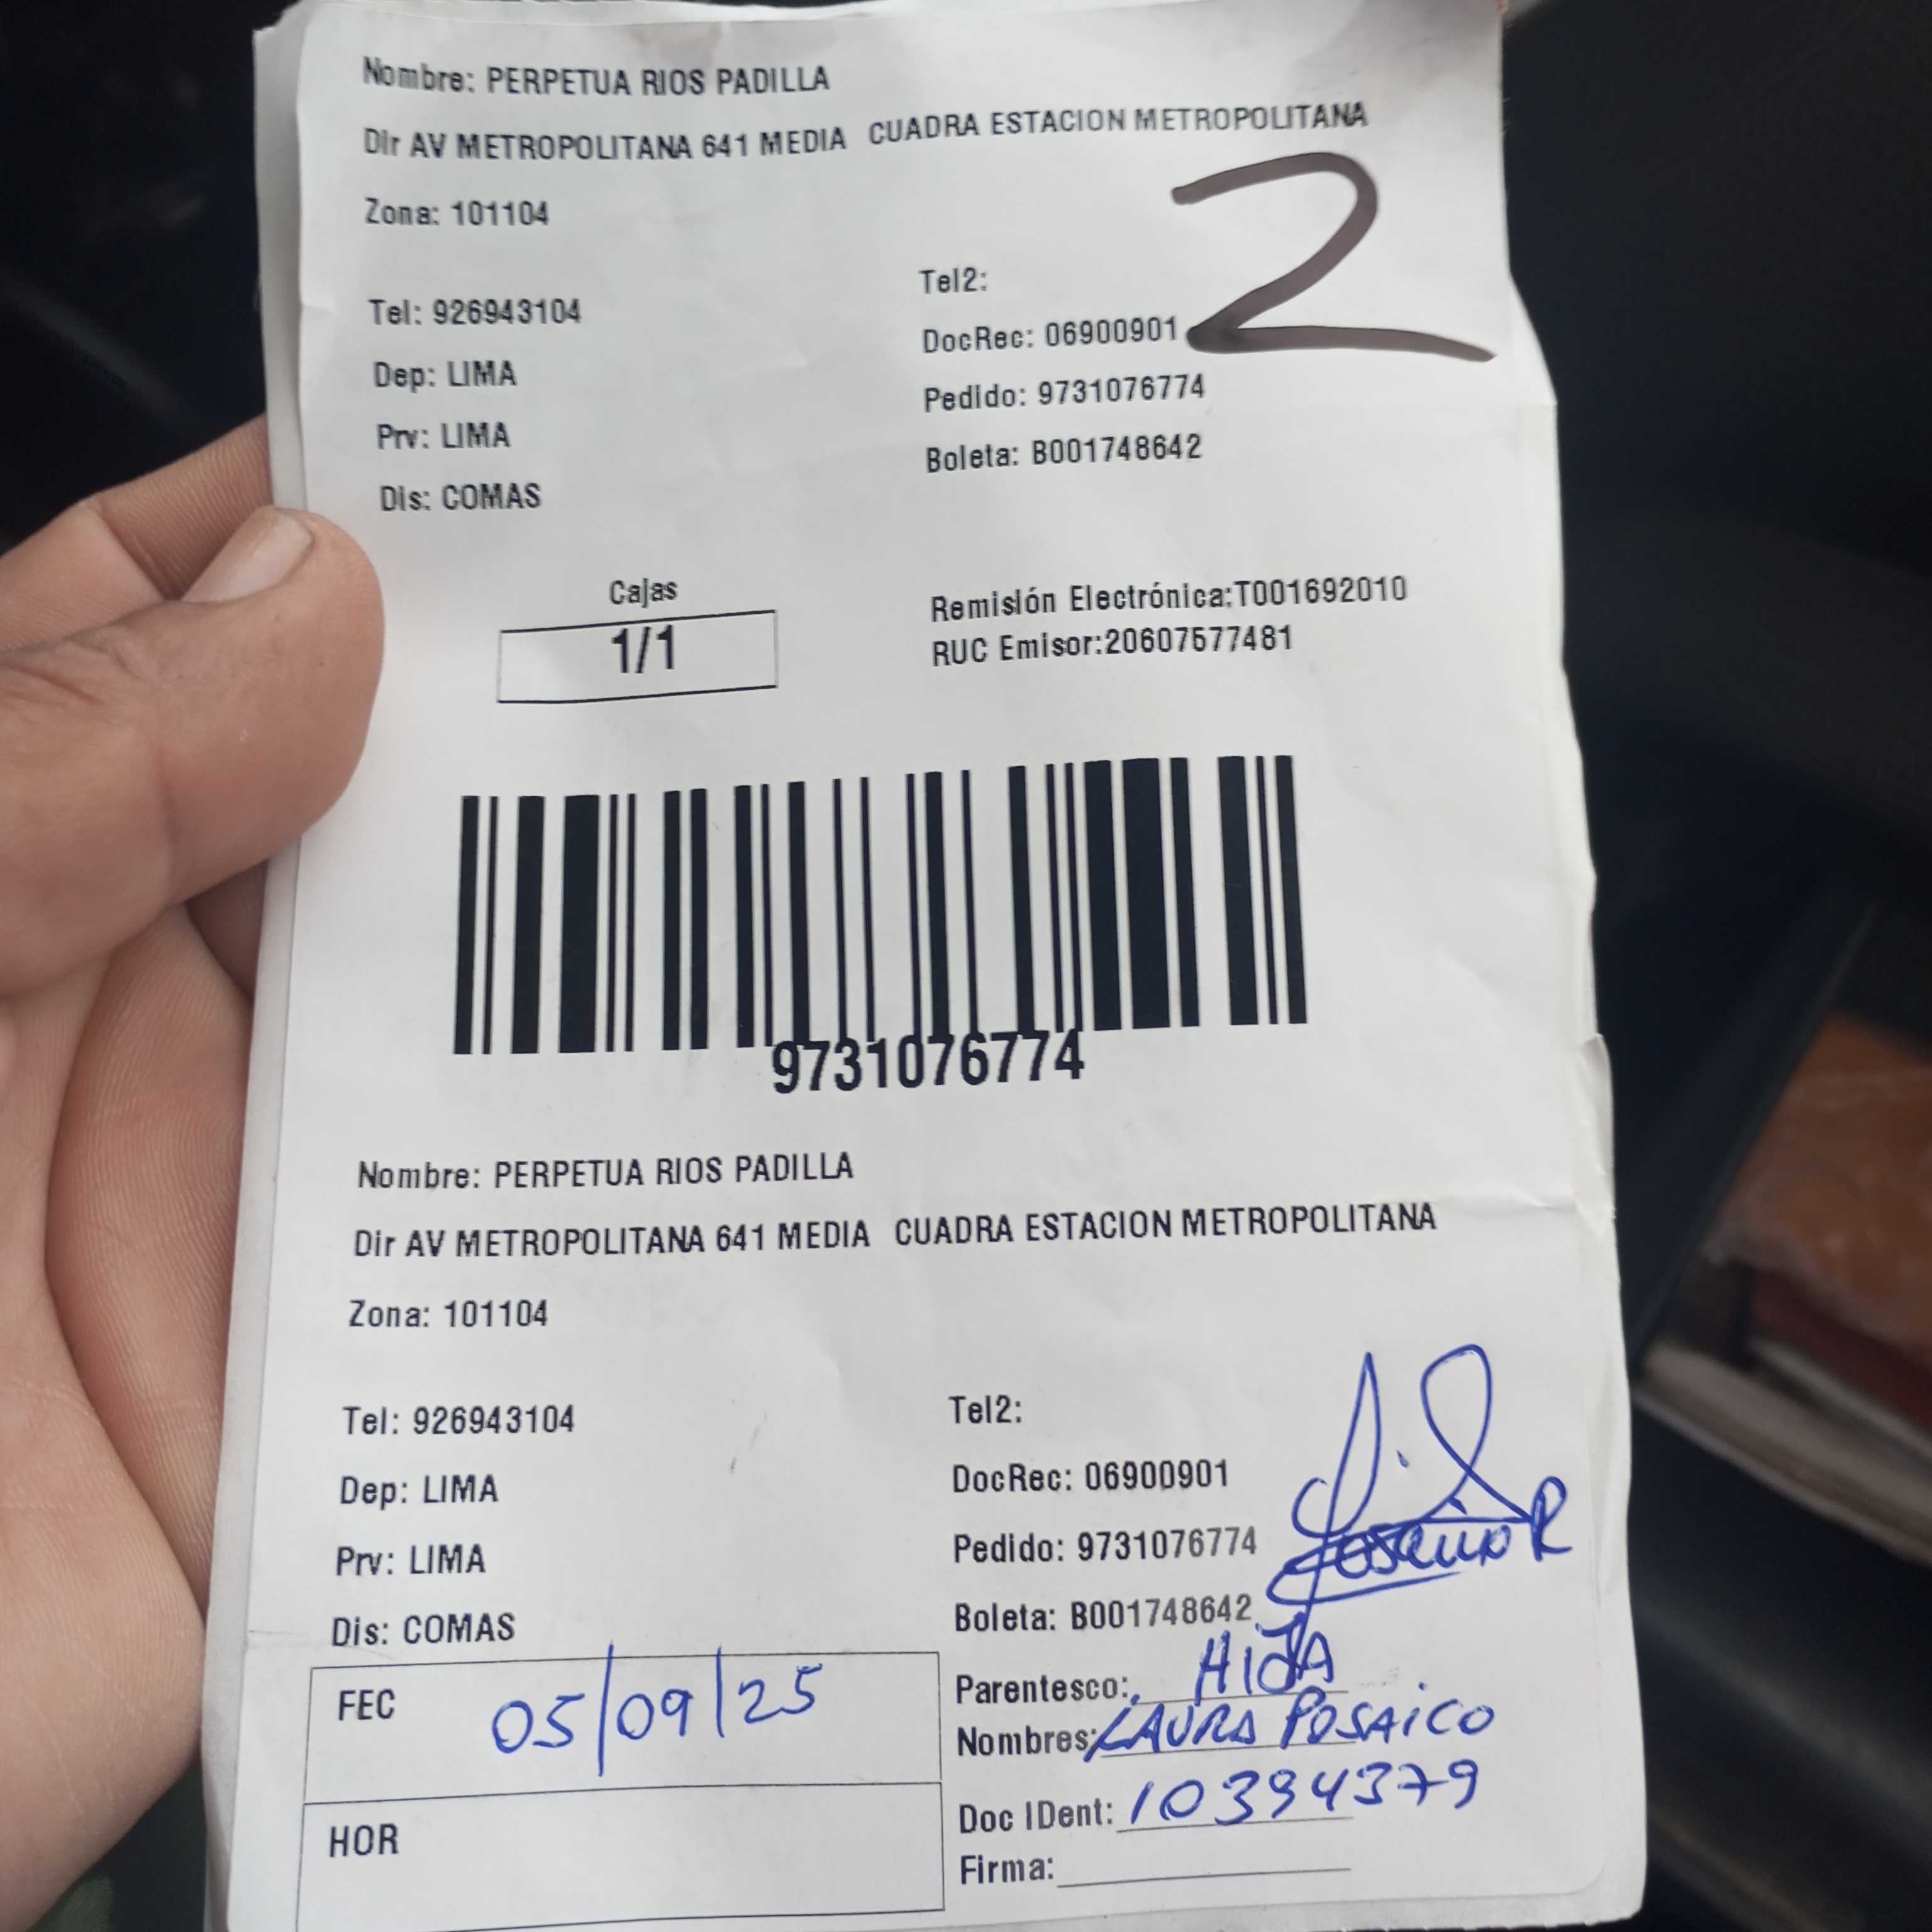 Nombre: PERPETUA RIOS PADILLA
Dir AV METROPOLITANA 641 MEDIA CUADRA ESTACION METROPOLITANA
Zona: 101104
2
Tel2:
Tel: 926943104
DocRec: 06900901
Dep: LIMA
Pedido: 9731076774
Prv: LIMA
Boleta: B001748642
Dis: COMAS
Cajas
1/1
Remisión Electrónica:T001692010
RUC Emisor:20607577481
9731076774
Nombre: PERPETUA RIOS PADILLA
Dir AV METROPOLITANA 641 MEDIA CUADRA ESTACION METROPOLITANA
Zona: 101104
Tel: 926943104
Tel2:
Dep: LIMA
DocRec: 06900901
Prv: LIMA
Pedido: 9731076774
Dis: COMAS
Boleta: B001748642
FEC 05/09/25
Parentesco: HIJA
Nombres: LAURA POSAICO
HOR
Doc IDent: 10394379
Firma: